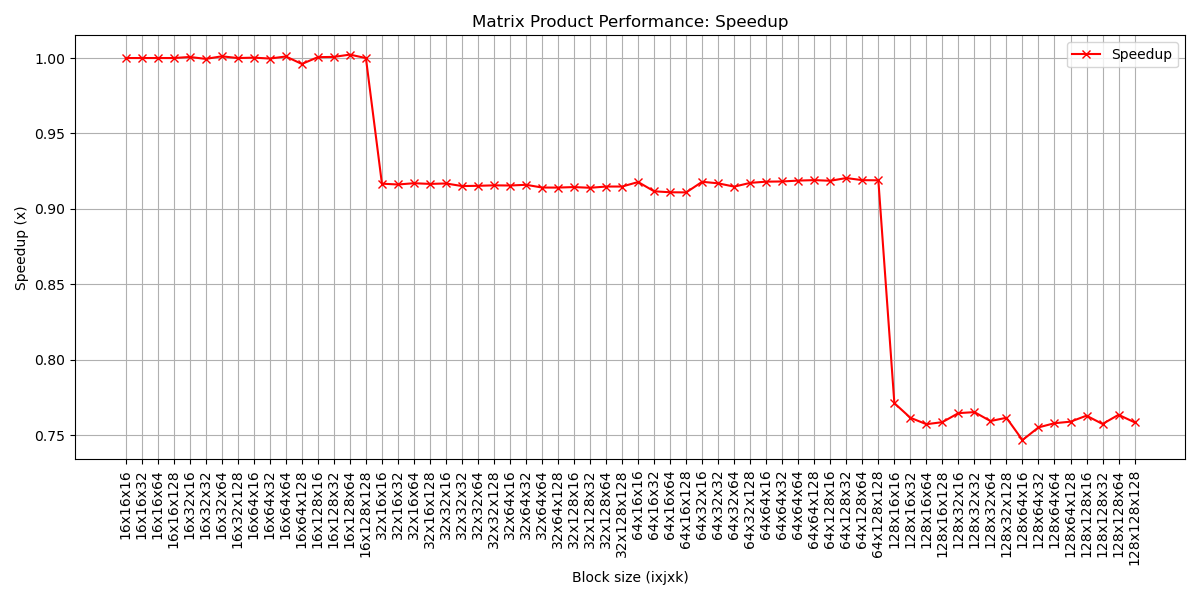 Matrix Product Performance: Speedup
Speedup
1.00
0.95
0.90
0.85
0.80
0.75
Speedup (x)
16x16x16
16x16x32
16x16x64
16x16x128
16x32x16
16x32x32
16x32x64
16x32x128
16x64x16
16x64x32
16x64x64
16x64x128
16x128x16
16x128x32
16x128x64
16x128x128
32x16x16
32x16x32
32x16x64
32x16x128
32x32x16
32x32x32
32x32x64
32x32x128
32x64x16
32x64x32
32x64x64
32x64x128
32x128x16
32x128x32
32x128x64
32x128x128
64x16x16
64x16x32
64x16x64
64x16x128
64x32x16
64x32x32
64x32x64
64x32x128
64x64x16
64x64x32
64x64x64
64x64x128
64x128x16
64x128x32
64x128x64
64x128x128
128x16x16
128x16x32
128x16x64
128x16x128
128x32x16
128x32x32
128x32x64
128x32x128
128x64x16
128x64x32
128x64x64
128x64x128
128x128x16
128x128x32
128x128x64
128x128x128
Block size (ixjxk)